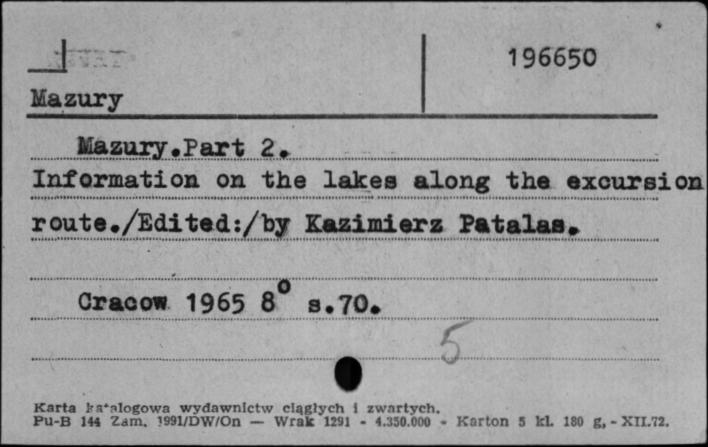 196650
Mazury
Mazury.Part 2.
Information on the lakes along the excursion
route./Edited:/by Kazimierz Patalas.
Cracow 1965 8° s.70.
5
Karta katalogowa wydawnictw ciągłych i zwartych.
Pu-B 144 Zam. 1991/DW/On — Wrak 1291 - 4.350.000 - Karton 5 kl. 180 g, - XII.72.